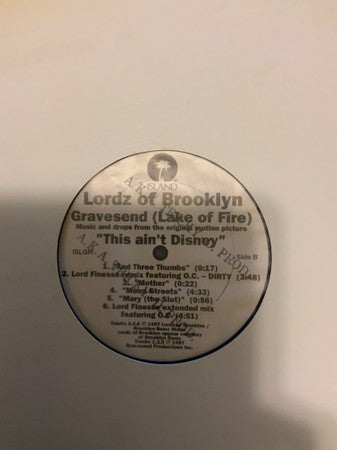 ISLAND
Lordz of Brooklyn
Gravesend (Lake of Fire)
Music and drops from the original motion picture
"This ain't Disney"
ISLGR
Side B
1. "And Three Thumbs" (0:17)
2. Lord Finesse remix featuring O.C. ~ DIRTY (3:48)
3. "Mother" (0:22)
4. "Mean Streets" (4:33)
5. "Mary (the Slut)" (0:56)
6. Lord Finesse extended mix
featuring O.C. (4:51)
Tracks 2,4,6 ℗ 1997 Lordz of Brooklyn /
Lordz of Brooklyn appear courtesy
Tracks 1,3,5 © 1997
Gravesend Productions Inc.
A.K.A.
PROD